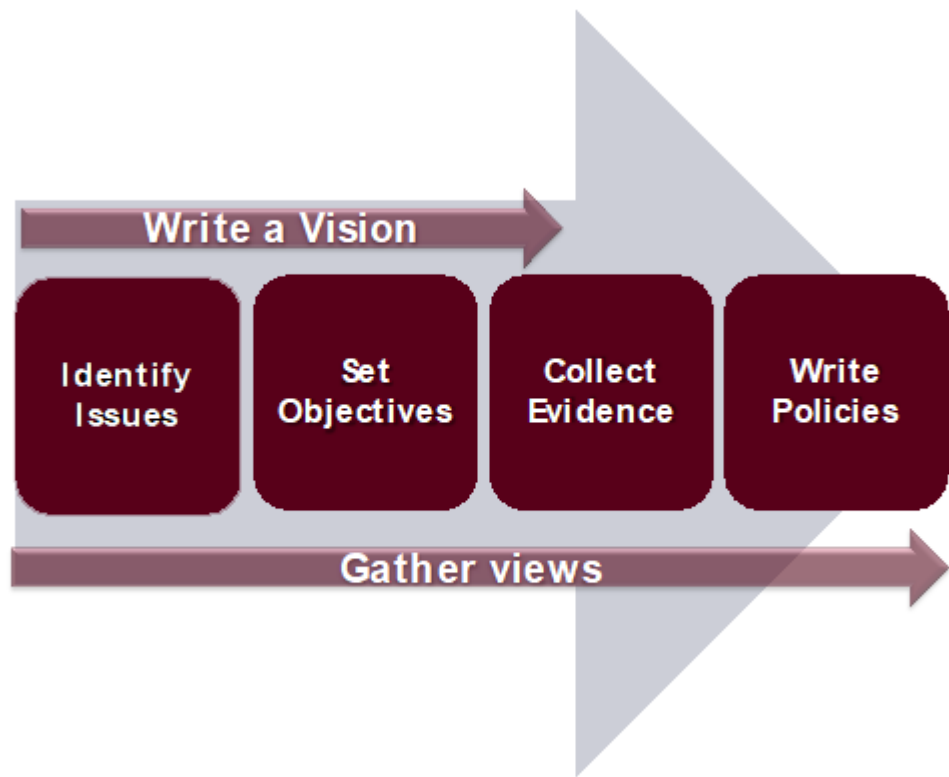 Write a Vision
Identify
Issues
Set
Objectives
Collect
Evidence
Write
Policies
Gather views